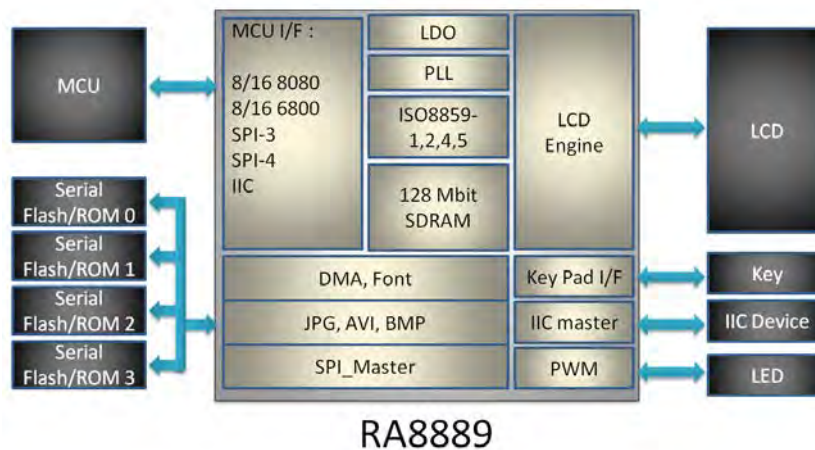 MCU
Serial
Flash/ROM 0
Serial
Flash/ROM 1
Serial
Flash/ROM 2
Serial
Flash/ROM 3
MCU I/F :
8/16 8080
8/16 6800
SPI-3
SPI-4
IIC
LDO
PLL
ISO8859-
1,2,4,5
128 Mbit
SDRAM
LCD
Engine
DMA, Font
JPG, AVI, BMP
SPI_Master
Key Pad I/F
IIC master
PWM
LCD
Key
IIC Device
LED
RA8889